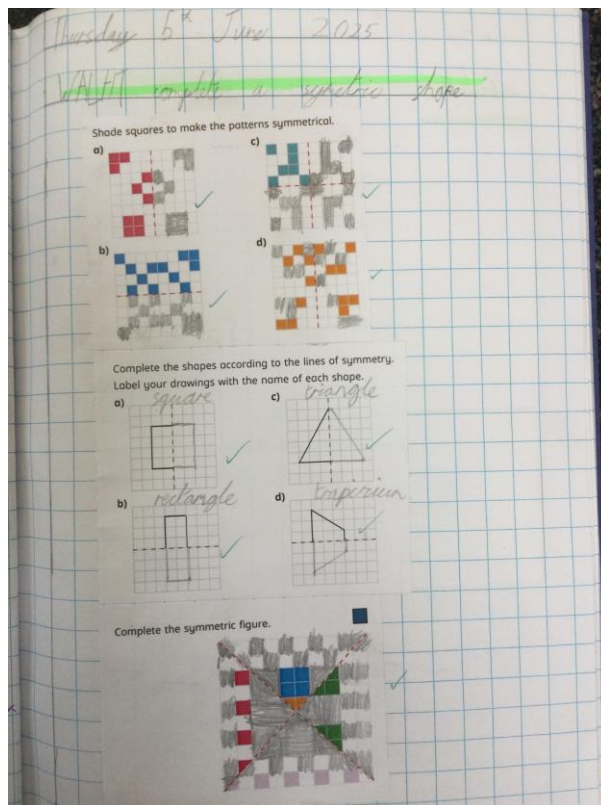 Thursday 5th June 2025
WALHT complete a symetric shape
Shade squares to make the patterns symmetrical.
a)
c)
b)
d)
Complete the shapes according to the lines of symmetry.
Label your drawings with the name of each shape.
a) square
c) triangle
b) rectangle
d) trapezium
Complete the symmetric figure.